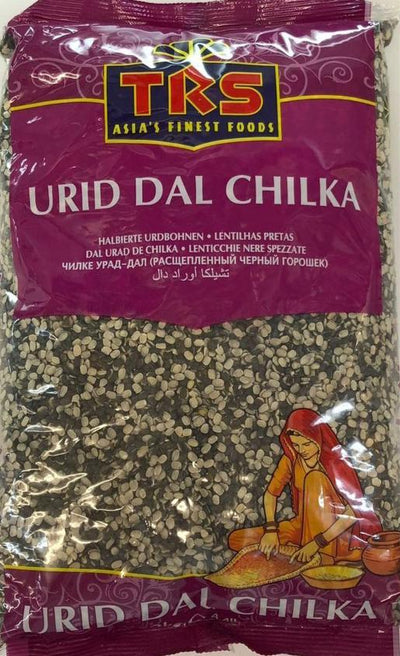 TRS
ASIA'S FINEST FOODS
URID DAL CHILKA
HALBIERTE URDBOHNEN • LENTILHAS PRETAS
DAL URAD DE CHILKA • LENTICCHIE NERE SPEZZATE
ЧИЛКЕ УРАД-ДАЛ (РАСЩЕПЛЕННЫЙ ЧЕРНЫЙ ГОРОШЕК)
تشيلكا أوراد دال
URID DAL CHILKA